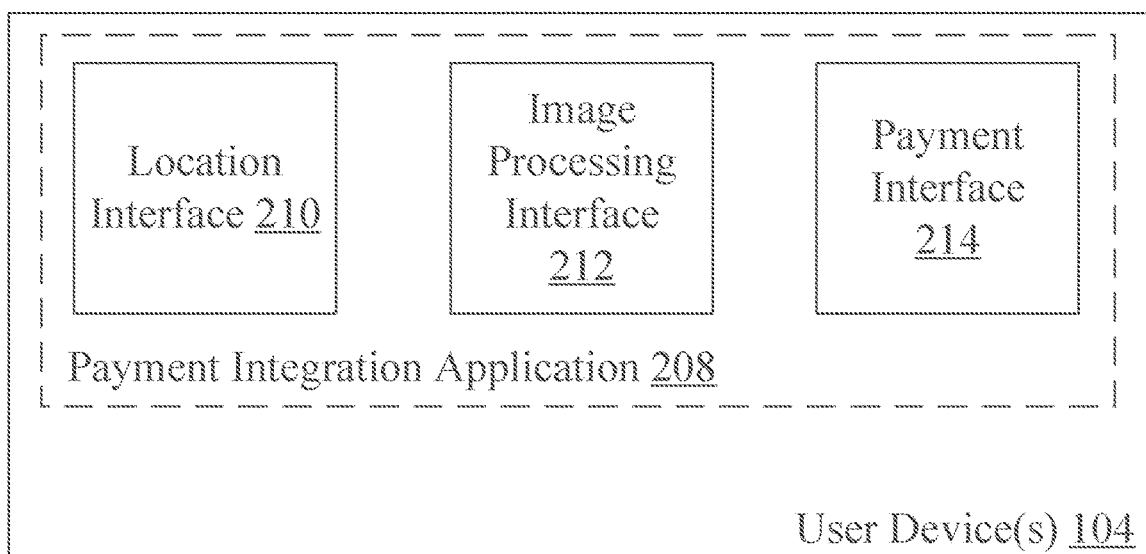 Location
Interface 210
Image
Processing
Interface
212
Payment
Interface
214
Payment Integration Application 208
User Device(s) 104